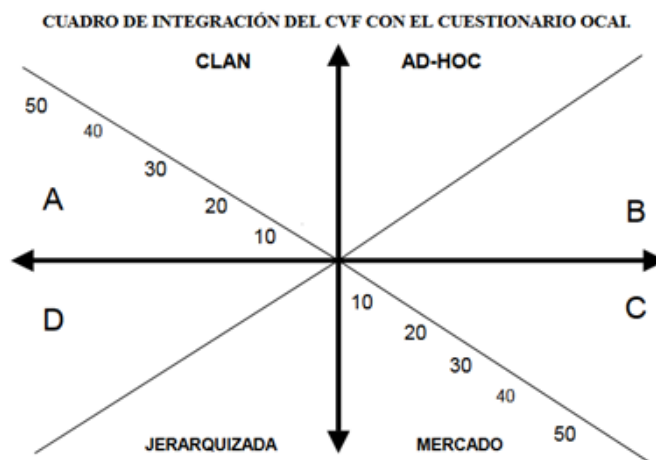 CUADRO DE INTEGRACIÓN DEL CVF CON EL CUESTIONARIO OCAI.
CLAN AD-HOC
50
40
30
20
10
A
B
D
C
10
20
30
40
50
JERARQUIZADA MERCADO